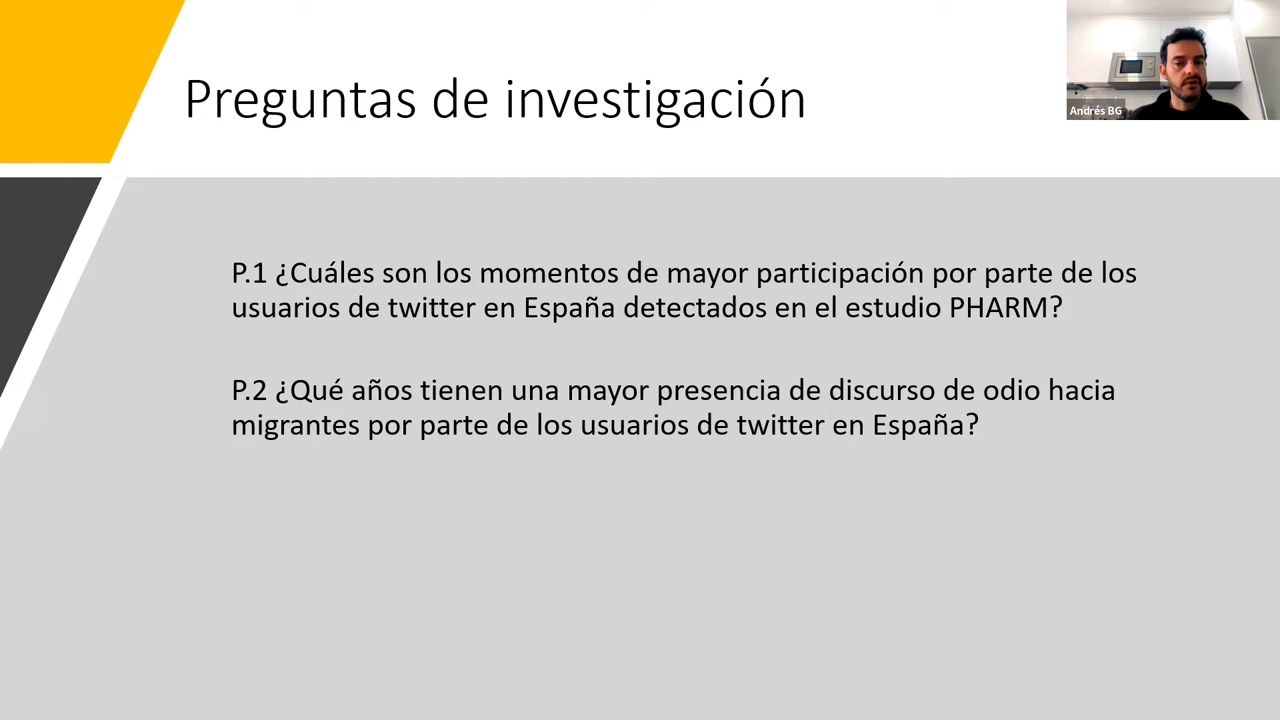 Preguntas de investigación
Andrés BG
P.1 ¿Cuáles son los momentos de mayor participación por parte de los
usuarios de twitter en España detectados en el estudio PHARM?
P.2 ¿Qué años tienen una mayor presencia de discurso de odio hacia
migrantes por parte de los usuarios de twitter en España?